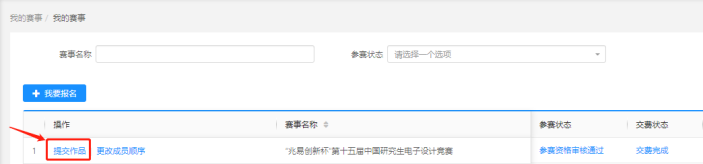 我的赛事 / 我的赛事
赛事名称 参赛状态 请选择一个选项
+ 我要报名
操作 赛事名称 参赛状态 交费状态
1 提交作品 更改成员顺序 "兆易创新杯"第十五届中国研究生电子设计竞赛 参赛资格审核通过 交费完成